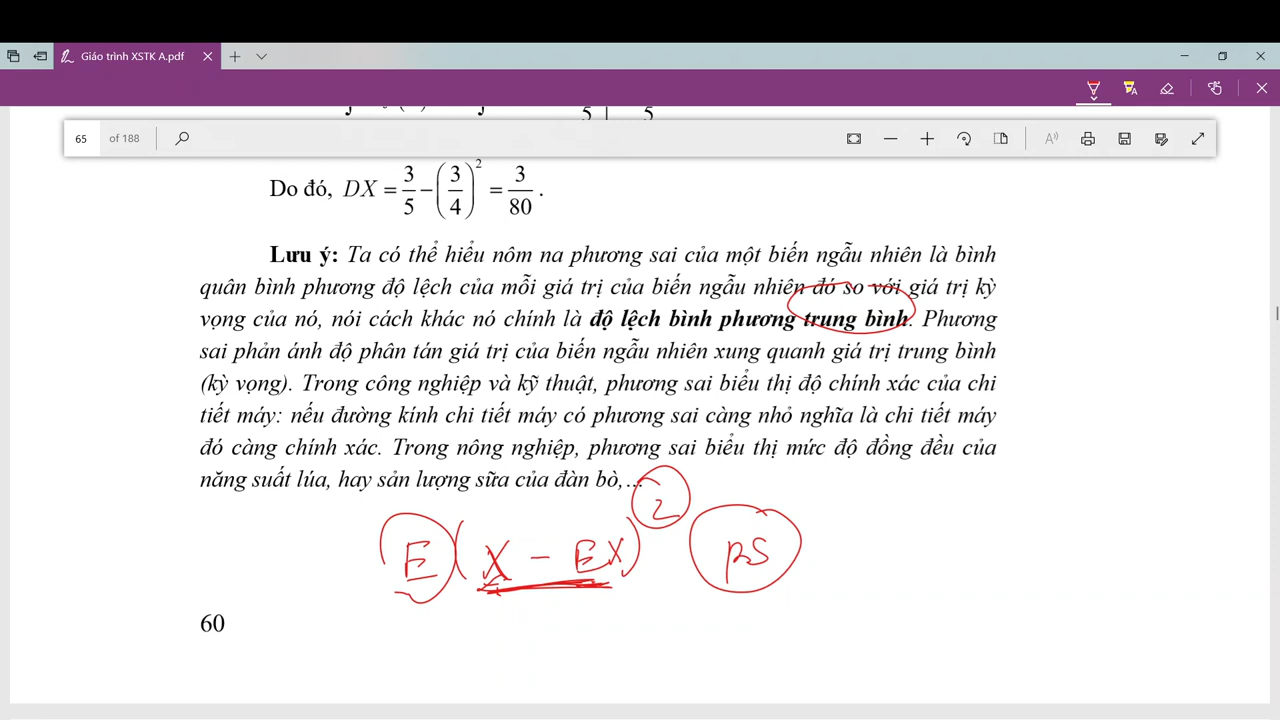 Giáo trình XSTK A.pdf
5 5
65 of 188
Do đó, DX = 3/5 − (3/4)² = 3/80 .
Lưu ý: Ta có thể hiểu nôm na phương sai của một biến ngẫu nhiên là bình
quân bình phương độ lệch của mỗi giá trị của biến ngẫu nhiên đó so với giá trị kỳ
vọng của nó, nói cách khác nó chính là độ lệch bình phương trung bình. Phương
sai phản ánh độ phân tán giá trị của biến ngẫu nhiên xung quanh giá trị trung bình
(kỳ vọng). Trong công nghiệp và kỹ thuật, phương sai biểu thị độ chính xác của chi
tiết máy: nếu đường kính chi tiết máy có phương sai càng nhỏ nghĩa là chi tiết máy
đó càng chính xác. Trong nông nghiệp, phương sai biểu thị mức độ đồng đều của
năng suất lúa, hay sản lượng sữa của đàn bò,...
E(X − EX)² ps
60